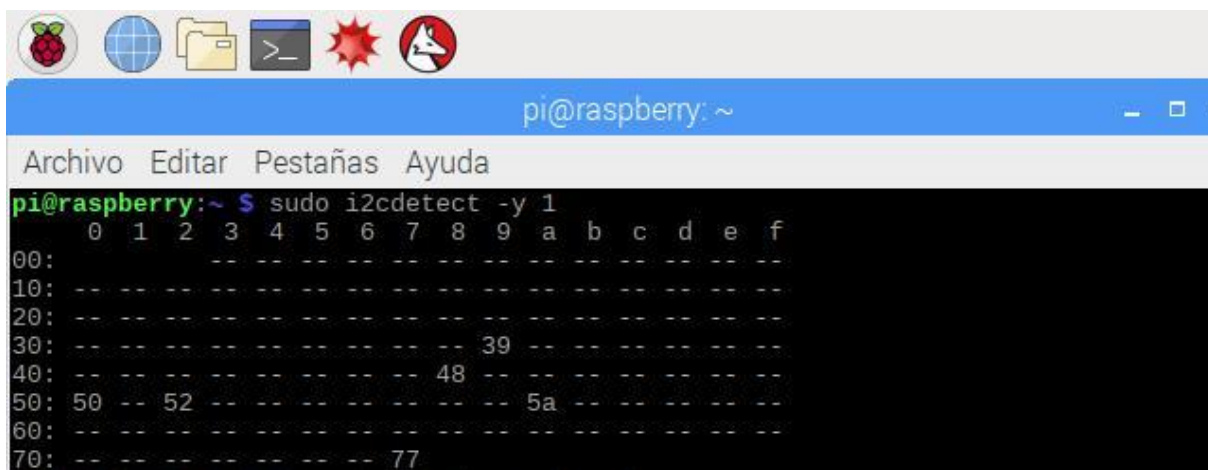 >_
pi@raspberry: ~
Archivo Editar Pestañas Ayuda
pi@raspberry:~ $ sudo i2cdetect -y 1
     0  1  2  3  4  5  6  7  8  9  a  b  c  d  e  f
00:          -- -- -- -- -- -- -- -- -- -- -- -- --
10: -- -- -- -- -- -- -- -- -- -- -- -- -- -- -- --
20: -- -- -- -- -- -- -- -- -- -- -- -- -- -- -- --
30: -- -- -- -- -- -- -- -- -- 39 -- -- -- -- -- --
40: -- -- -- -- -- -- -- -- 48 -- -- -- -- -- -- --
50: 50 -- 52 -- -- -- -- -- -- -- 5a -- -- -- -- --
60: -- -- -- -- -- -- -- -- -- -- -- -- -- -- -- --
70: -- -- -- -- -- -- -- 77